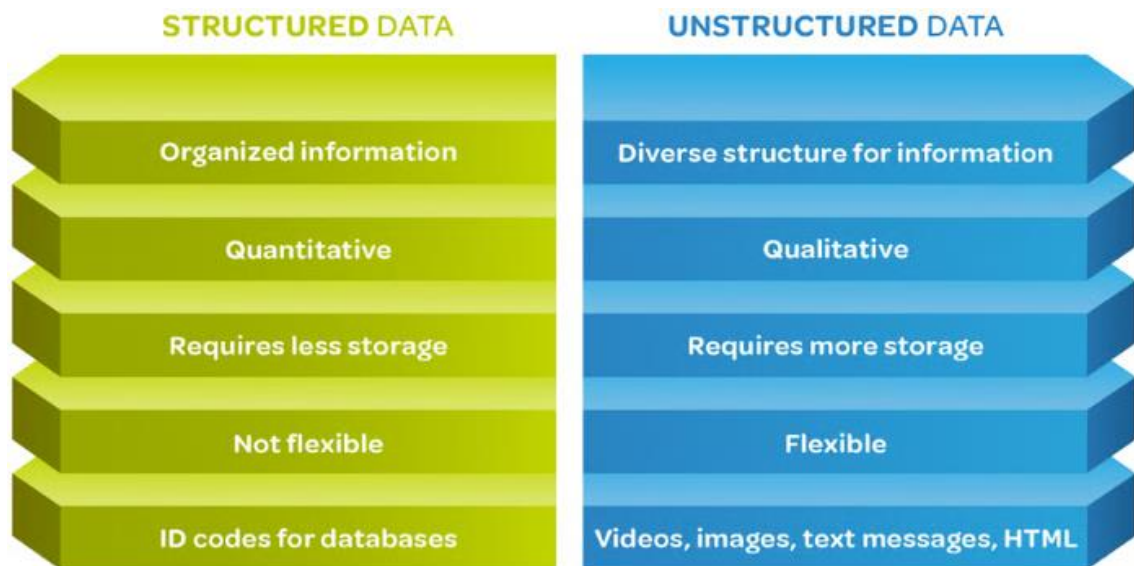 STRUCTURED DATA
Organized information
Quantitative
Requires less storage
Not flexible
ID codes for databases
UNSTRUCTURED DATA
Diverse structure for information
Qualitative
Requires more storage
Flexible
Videos, images, text messages, HTML